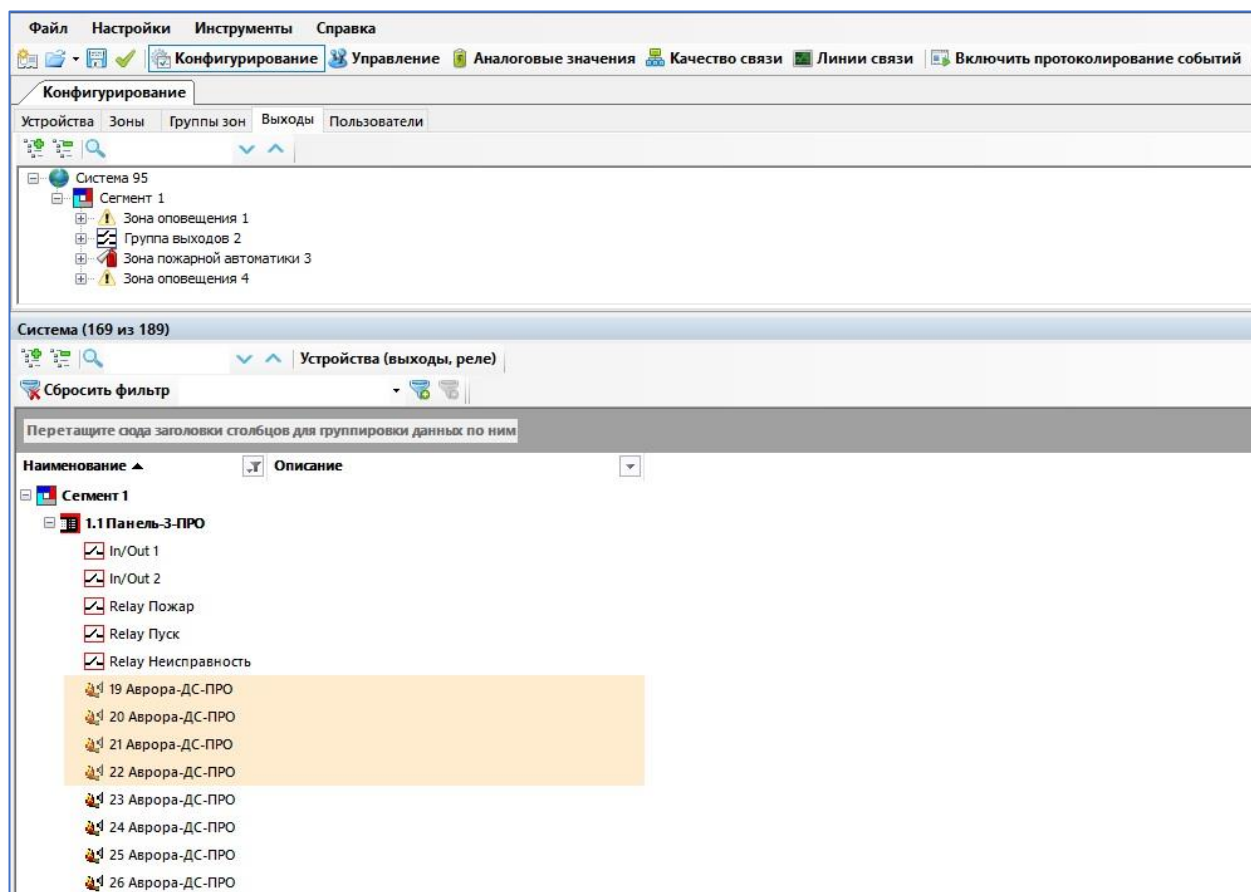 Файл Настройки Инструменты Справка
Конфигурирование Управление Аналоговые значения Качество связи Линии связи Включить протоколирование событий
Конфигурирование
Устройства Зоны Группы зон Выходы Пользователи
Система 95
Сегмент 1
Зона оповещения 1
Группа выходов 2
Зона пожарной автоматики 3
Зона оповещения 4
Система (169 из 189)
Устройства (выходы, реле)
Сбросить фильтр
Перетащите сюда заголовки столбцов для группировки данных по ним
Наименование Описание
Сегмент 1
1.1 Панель-3-ПРО
In/Out 1
In/Out 2
Relay Пожар
Relay Пуск
Relay Неисправность
19 Аврора-ДС-ПРО
20 Аврора-ДС-ПРО
21 Аврора-ДС-ПРО
22 Аврора-ДС-ПРО
23 Аврора-ДС-ПРО
24 Аврора-ДС-ПРО
25 Аврора-ДС-ПРО
26 Аврора-ДС-ПРО